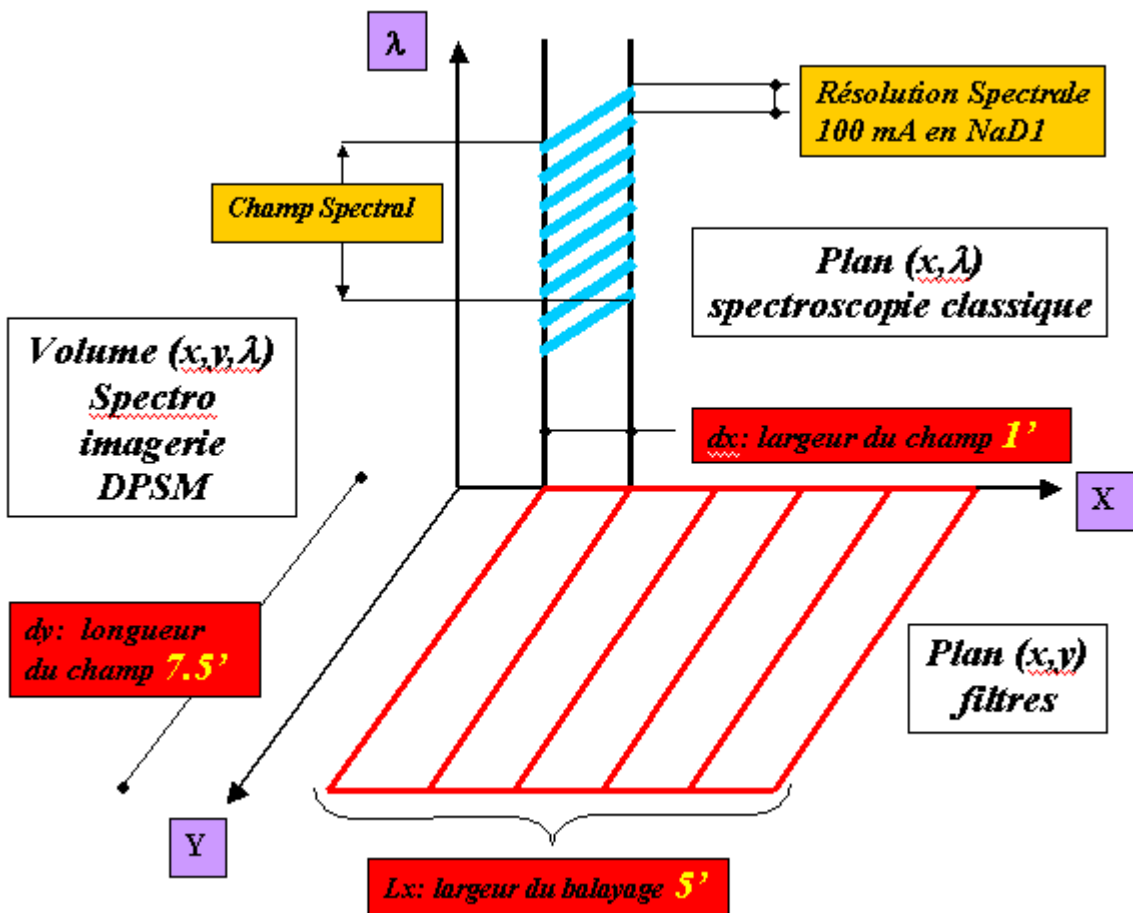 λ
Résolution Spectrale
100 mA en NaD1
Champ Spectral
Plan (x,λ)
spectroscopie classique
Volume (x,y,λ)
Spectro
imagerie
DPSM
dx: largeur du champ 1’
X
dy: longueur
du champ 7.5’
Plan (x,y)
filtres
Y
Lx: largeur du balayage 5’